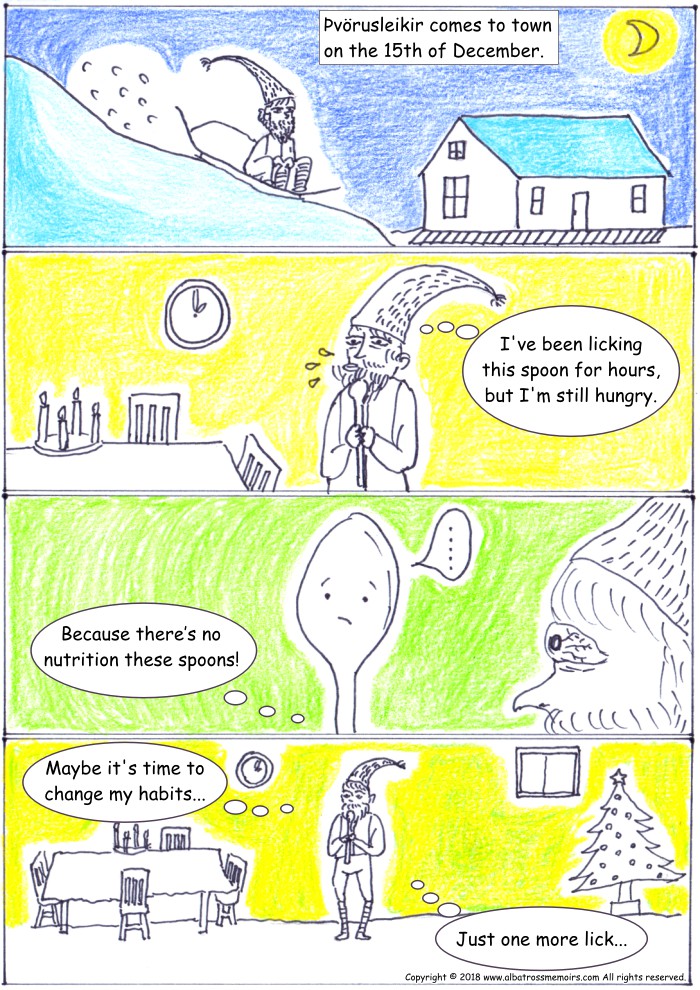 Þvörusleikir comes to town
on the 15th of December.
I've been licking
this spoon for hours,
but I'm still hungry.
.....
Because there's no
nutrition these spoons!
Maybe it's time to
change my habits...
Just one more lick...
Copyright © 2018 www.albatrossmemoirs.com All rights reserved.